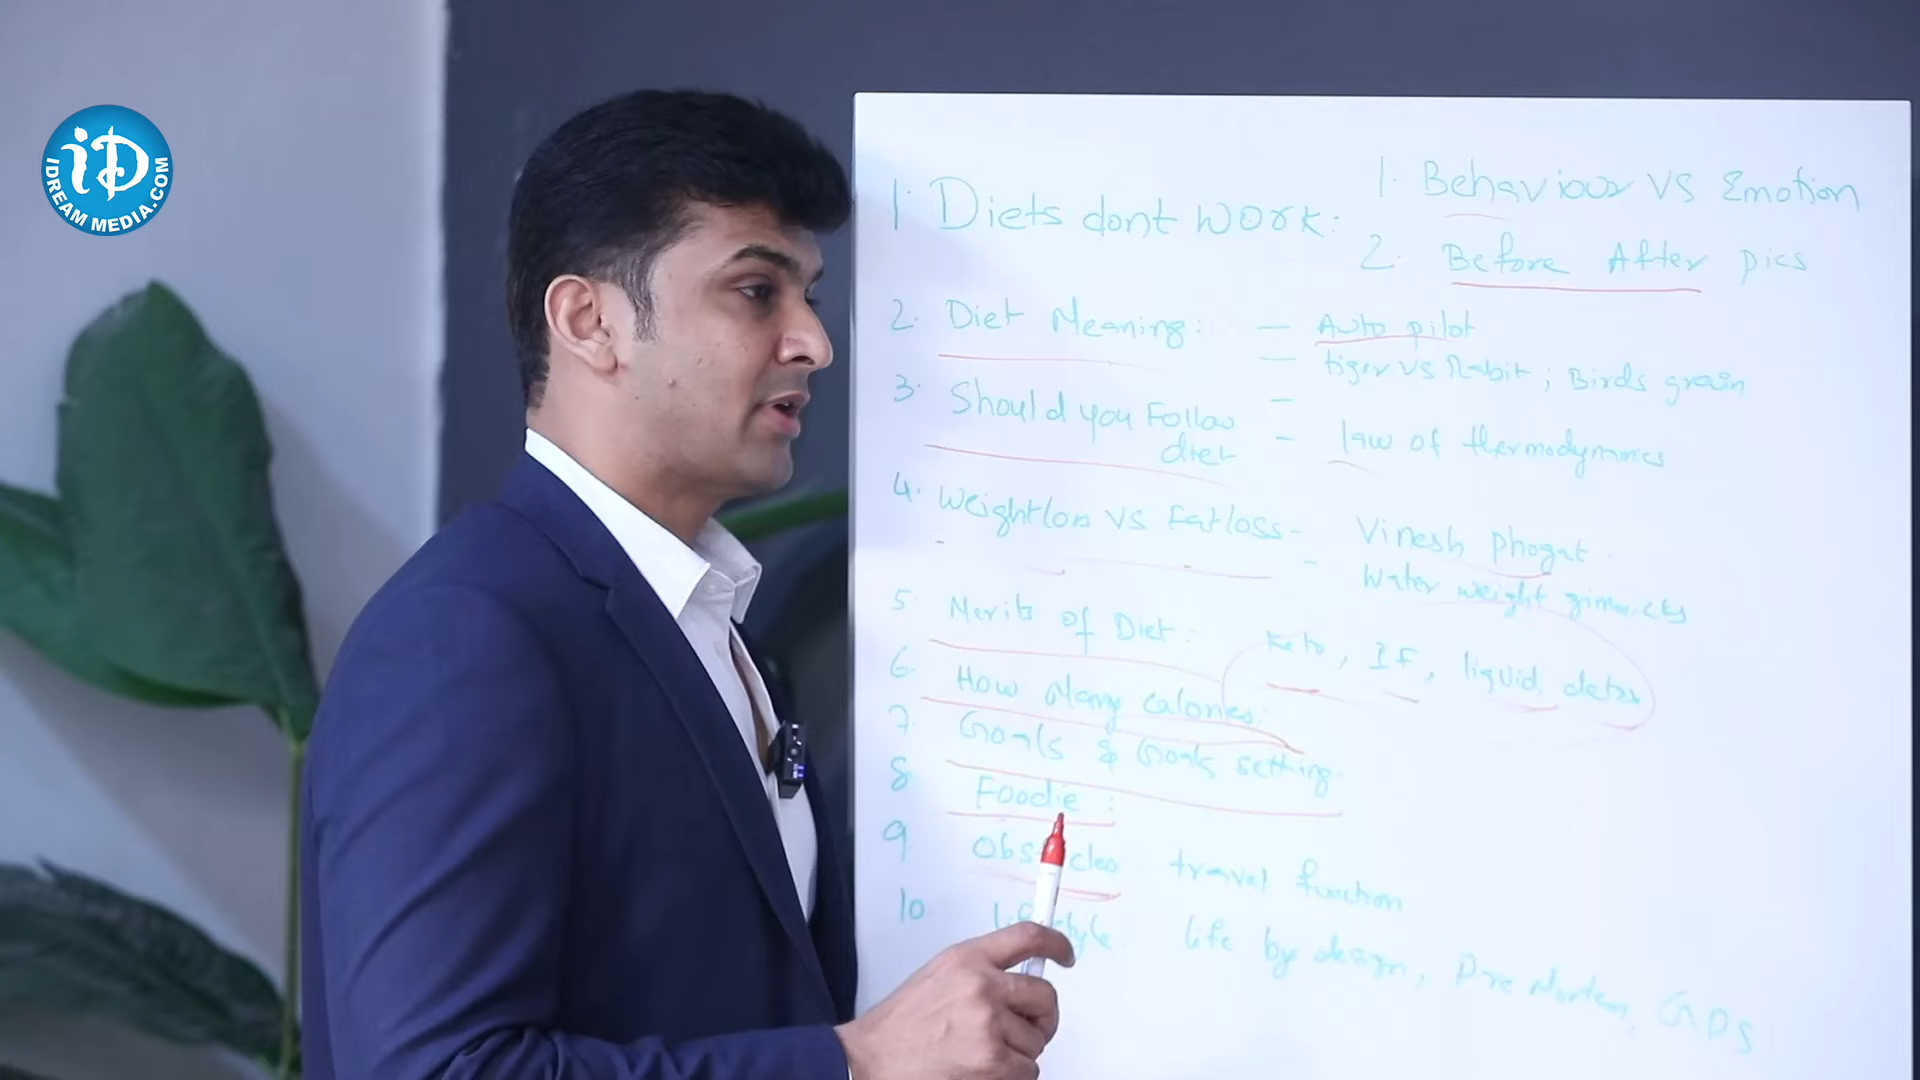 iD
IDREAM MEDIA.COM
1. Behaviour VS Emotion
1 Diets dont work:
2. Before After pics
2. Diet Meaning: — Auto pilot
— tiger vs Rabit; Birds grain
3. Should you Follow —
diet - law of thermodynamics
4. Weightloss VS Fatloss- Vinesh phogat
- Water weight gimmicks
5. Merits of Diet: Keto, IF, liquid, detox
6. How Many calories:
7. Goals & Goals setting.
8 Foodie:
9. Obstacles travel function
10 Lifestyle life by design, Pre Mortem, GPS